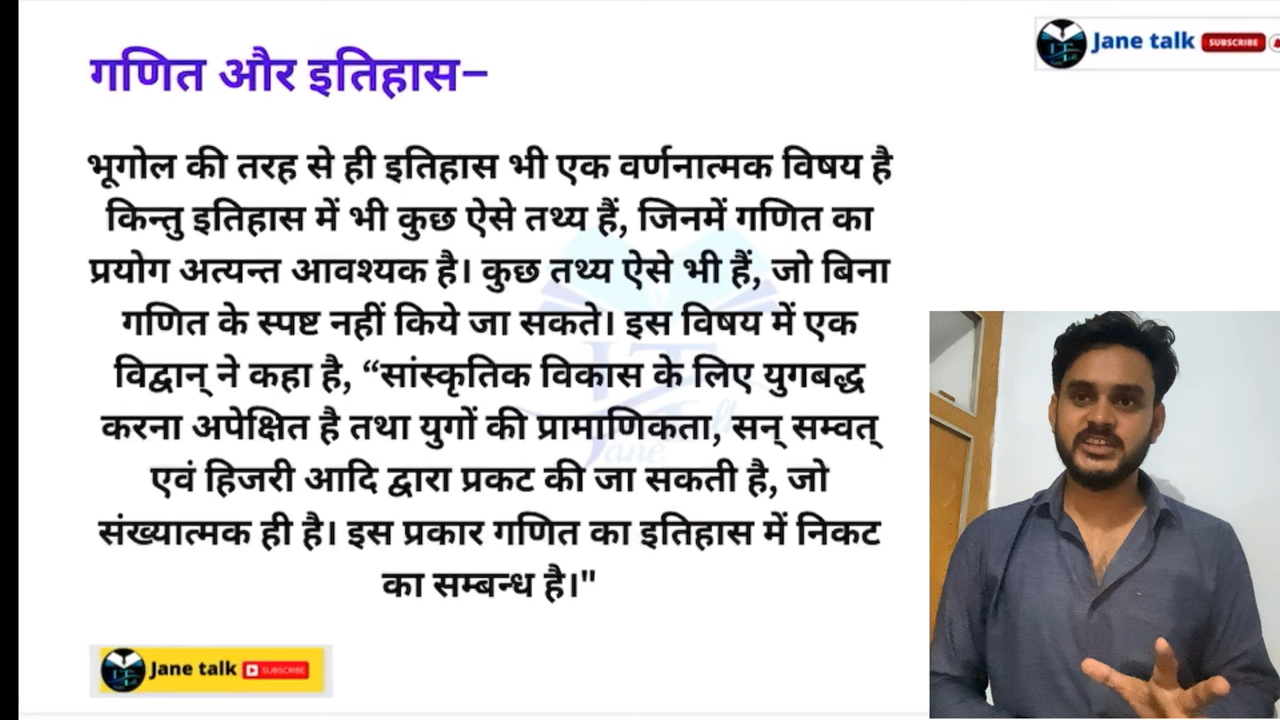 Jane talk SUBSCRIBE
गणित और इतिहास–
भूगोल की तरह से ही इतिहास भी एक वर्णनात्मक विषय है
किन्तु इतिहास में भी कुछ ऐसे तथ्य हैं, जिनमें गणित का
प्रयोग अत्यन्त आवश्यक है। कुछ तथ्य ऐसे भी हैं, जो बिना
गणित के स्पष्ट नहीं किये जा सकते। इस विषय में एक
विद्वान् ने कहा है, “सांस्कृतिक विकास के लिए युगबद्ध
करना अपेक्षित है तथा युगों की प्रामाणिकता, सन् सम्वत्
एवं हिजरी आदि द्वारा प्रकट की जा सकती है, जो
संख्यात्मक ही है। इस प्रकार गणित का इतिहास में निकट
का सम्बन्ध है।"
Jane talk SUBSCRIBE